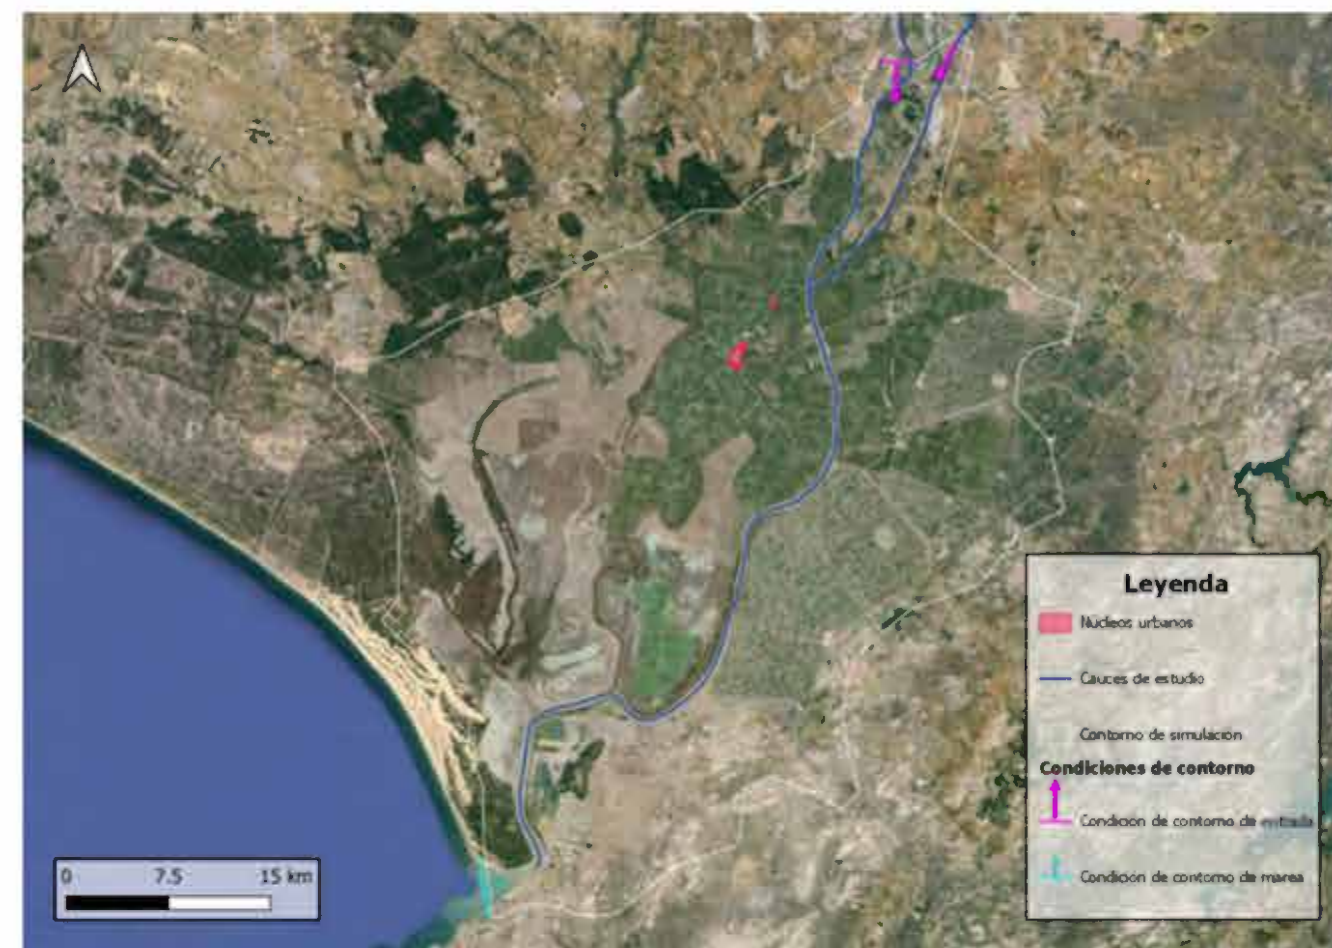 Leyenda
Núcleos urbanos
Cauces de estudio
Contorno de simulación
Condiciones de contorno
Condición de contorno de entrada
Condición de contorno de marea
0 7.5 15 km